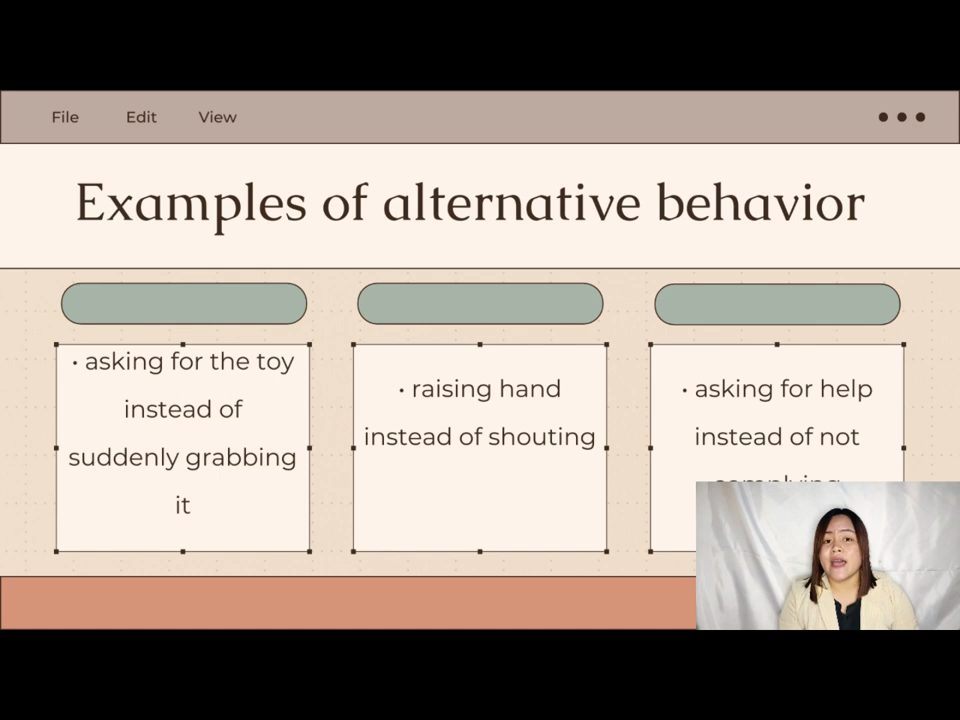 File Edit View
Examples of alternative behavior
• asking for the toy
instead of
suddenly grabbing
it
• raising hand
instead of shouting
• asking for help
instead of not
complying